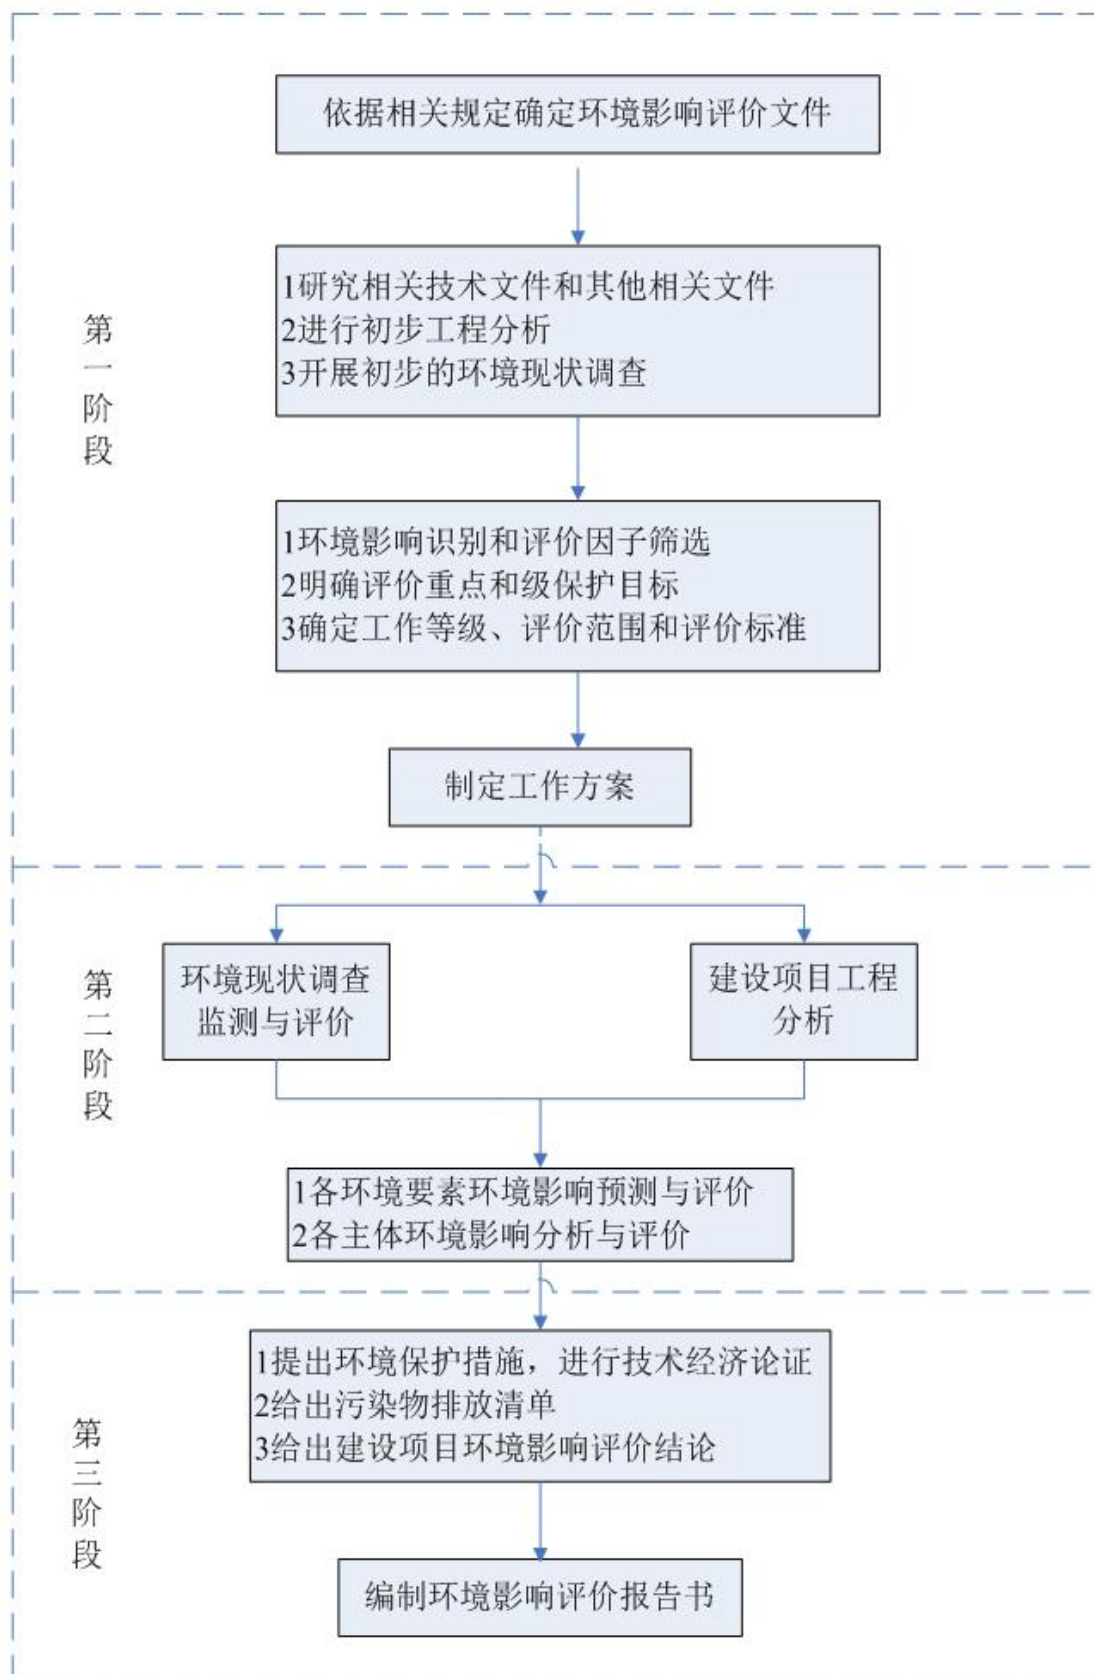 依据相关规定确定环境影响评价文件
1研究相关技术文件和其他相关文件
2进行初步工程分析
3开展初步的环境现状调查
第一阶段
1环境影响识别和评价因子筛选
2明确评价重点和级保护目标
3确定工作等级、评价范围和评价标准
制定工作方案
环境现状调查
监测与评价
建设项目工程
分析
第二阶段
1各环境要素环境影响预测与评价
2各主体环境影响分析与评价
1提出环境保护措施，进行技术经济论证
2给出污染物排放清单
3给出建设项目环境影响评价结论
第三阶段
编制环境影响评价报告书